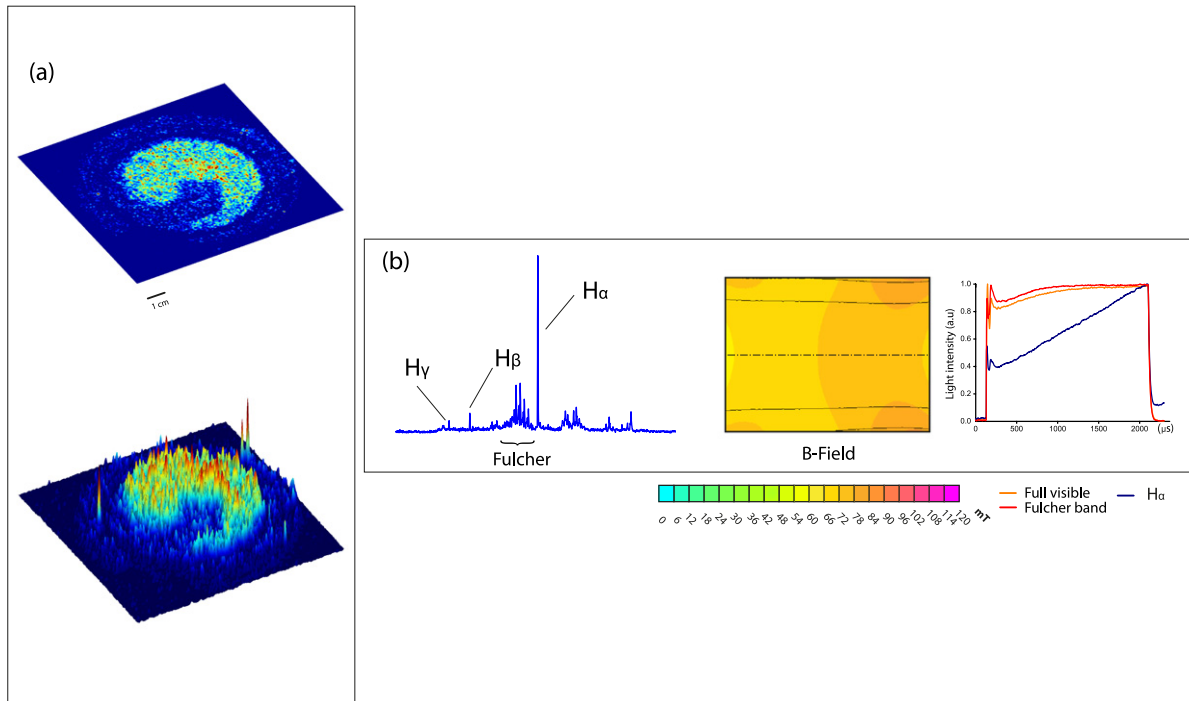 (a)
1 cm
(b)
Hγ
Hβ
Hα
Fulcher
B-Field
Light intensity (a.u)
1.0
0.8
0.6
0.4
0.2
0.0
0 500 1000 1500 2000 (μs)
0 6 12 18 24 30 36 42 48 54 60 66 72 78 84 90 96 102 108 114 120 mT
Full visible
Fulcher band
Hα